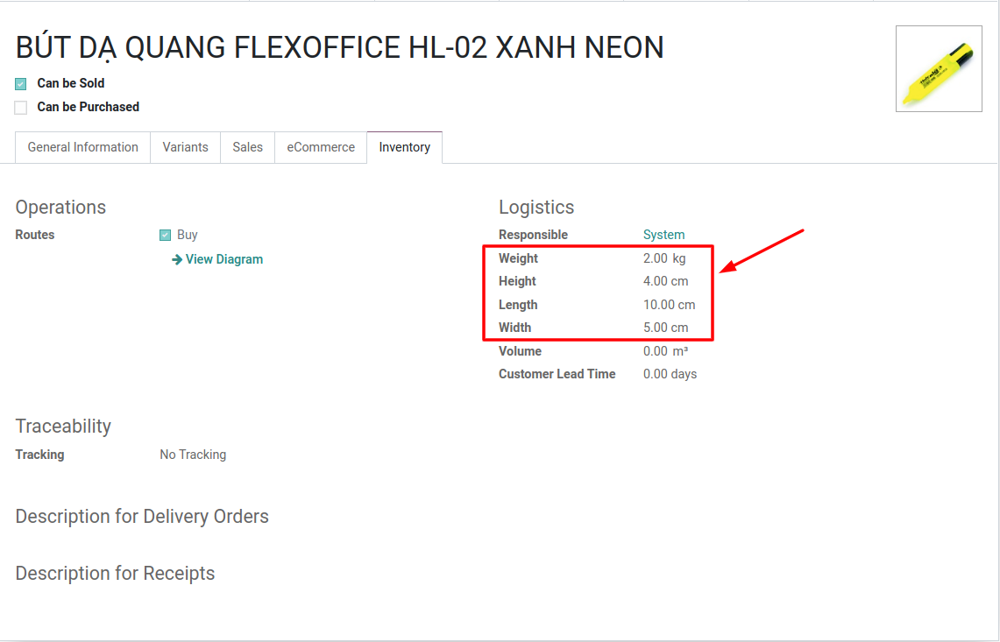 BÚT DẠ QUANG FLEXOFFICE HL-02 XANH NEON
Can be Sold
Can be Purchased
General Information Variants Sales eCommerce Inventory
Operations
Routes Buy
View Diagram
Logistics
Responsible System
Weight 2.00 kg
Height 4.00 cm
Length 10.00 cm
Width 5.00 cm
Volume 0.00 m³
Customer Lead Time 0.00 days
Traceability
Tracking No Tracking
Description for Delivery Orders
Description for Receipts